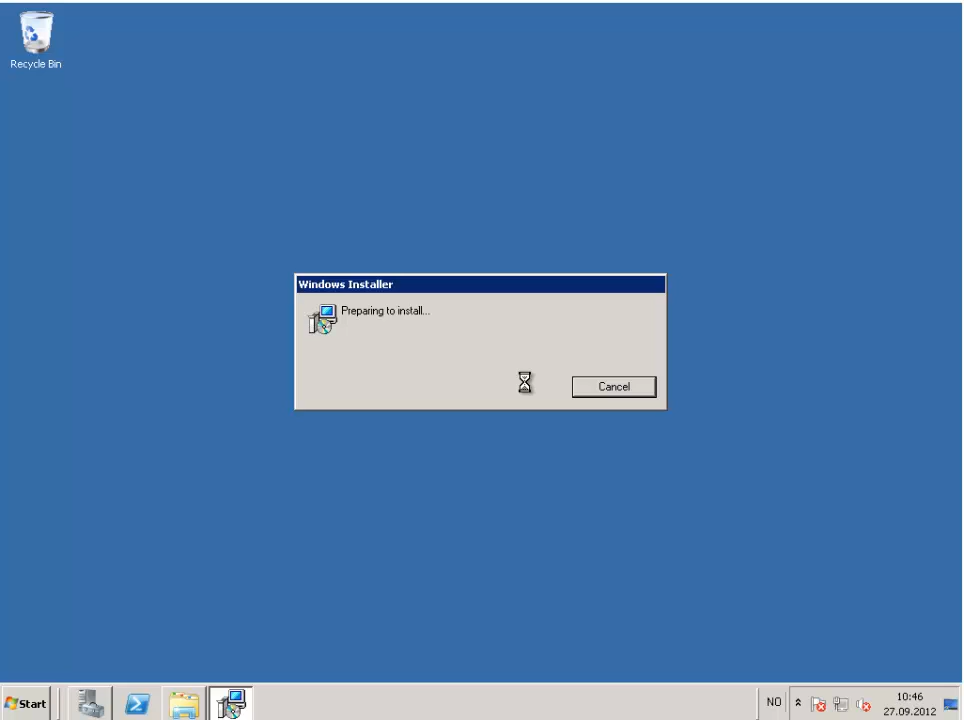 Recycle Bin
Windows Installer
Preparing to install...
Cancel
Start
NO
10:46
27.09.2012